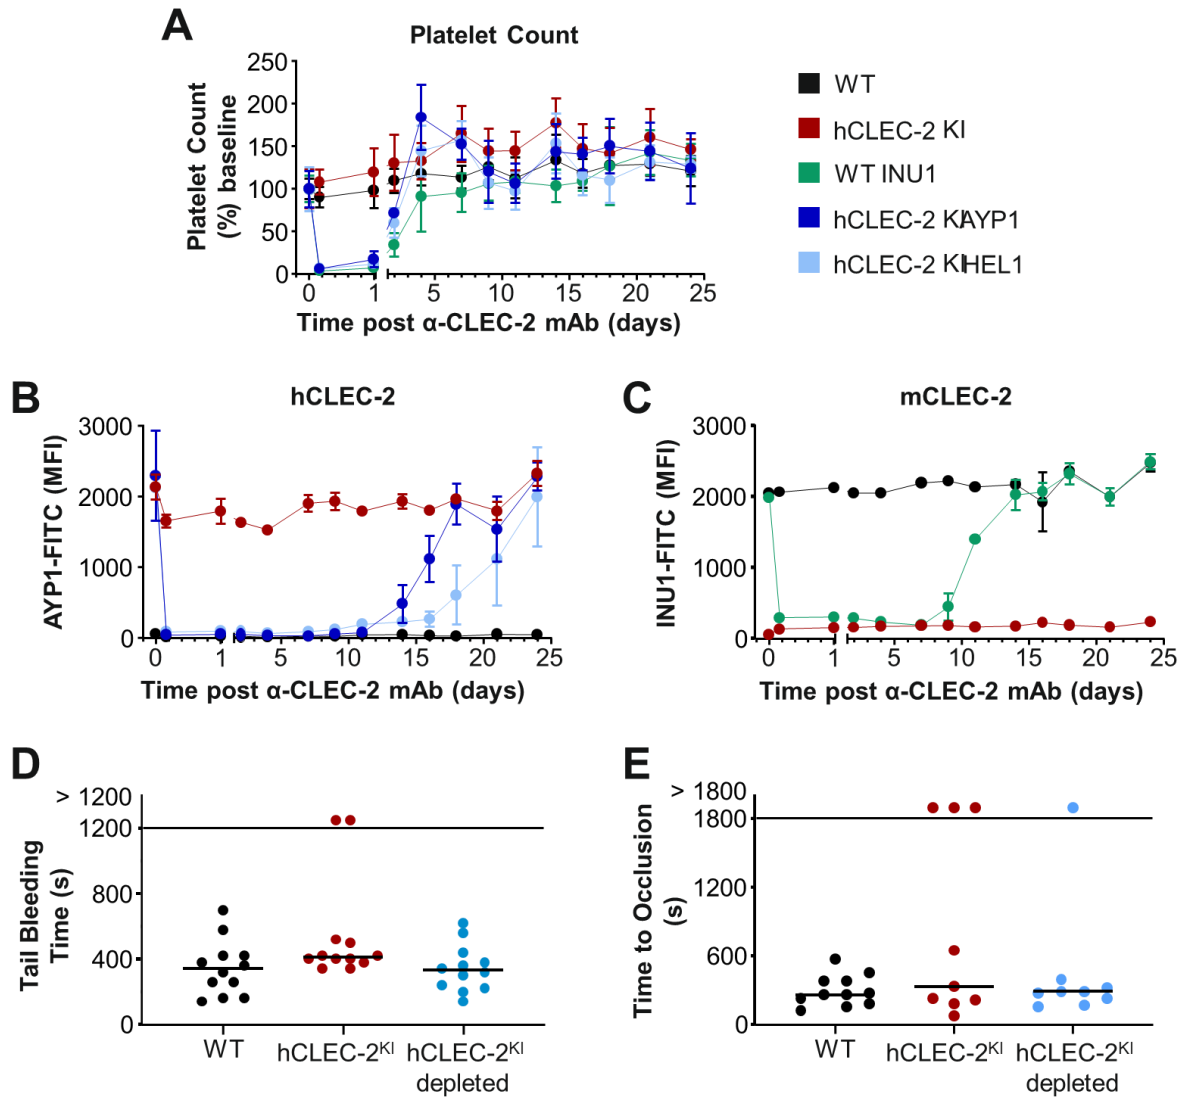 A
Platelet Count
Platelet Count
(%) baseline
250
200
150
100
50
0
0 1 5 10 15 20 25
Time post α-CLEC-2 mAb (days)
WT
hCLEC-2 KI
WT INU1
hCLEC-2 KI AYP1
hCLEC-2 KI HEL1
B
hCLEC-2
AYP1-FITC (MFI)
3000
2000
1000
0
0 1 5 10 15 20 25
Time post α-CLEC-2 mAb (days)
C
mCLEC-2
INU1-FITC (MFI)
3000
2000
1000
0
0 1 5 10 15 20 25
Time post α-CLEC-2 mAb (days)
D
Tail Bleeding
Time (s)
> 1200
1200
800
400
0
WT
hCLEC-2KI
hCLEC-2KI
depleted
E
Time to Occlusion
(s)
> 1800
1800
1200
600
0
WT
hCLEC-2KI
hCLEC-2KI
depleted